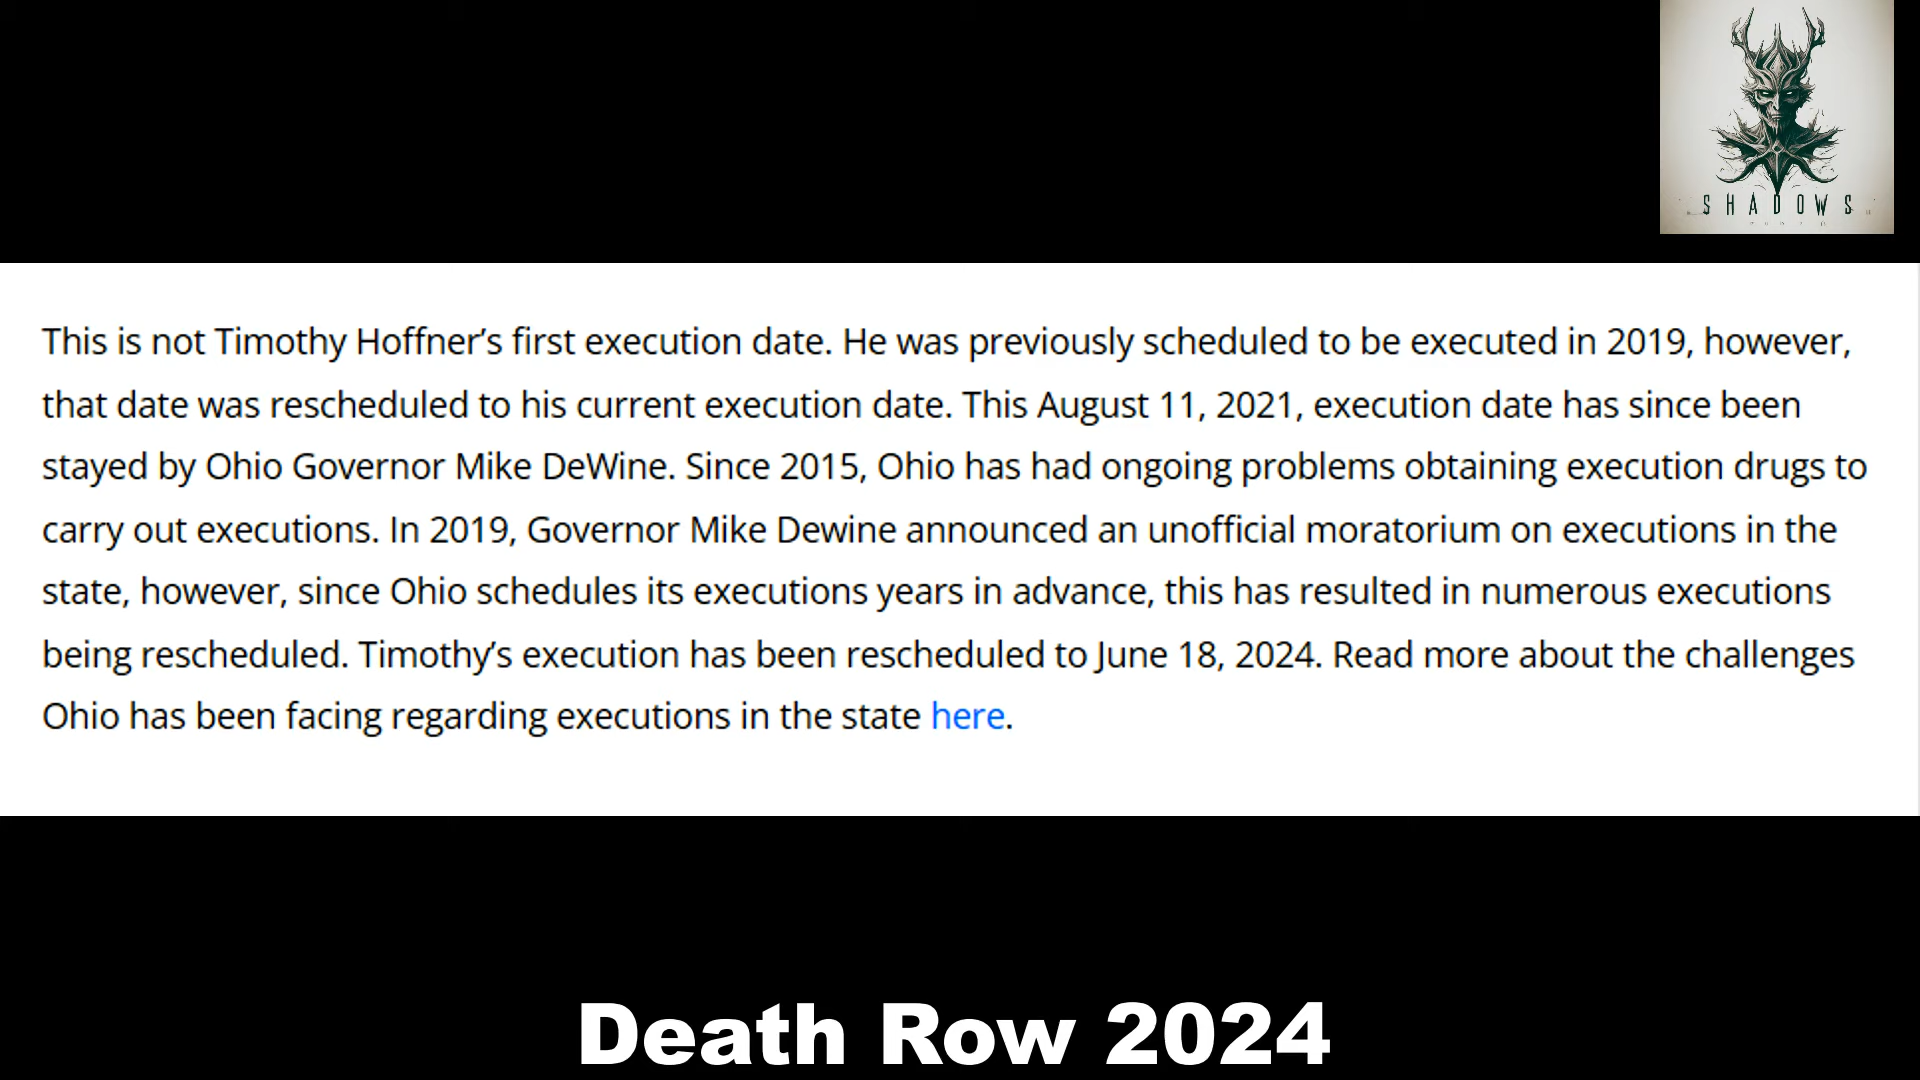 SHADOWS
This is not Timothy Hoffner’s first execution date. He was previously scheduled to be executed in 2019, however,
that date was rescheduled to his current execution date. This August 11, 2021, execution date has since been
stayed by Ohio Governor Mike DeWine. Since 2015, Ohio has had ongoing problems obtaining execution drugs to
carry out executions. In 2019, Governor Mike Dewine announced an unofficial moratorium on executions in the
state, however, since Ohio schedules its executions years in advance, this has resulted in numerous executions
being rescheduled. Timothy’s execution has been rescheduled to June 18, 2024. Read more about the challenges
Ohio has been facing regarding executions in the state here.
Death Row 2024